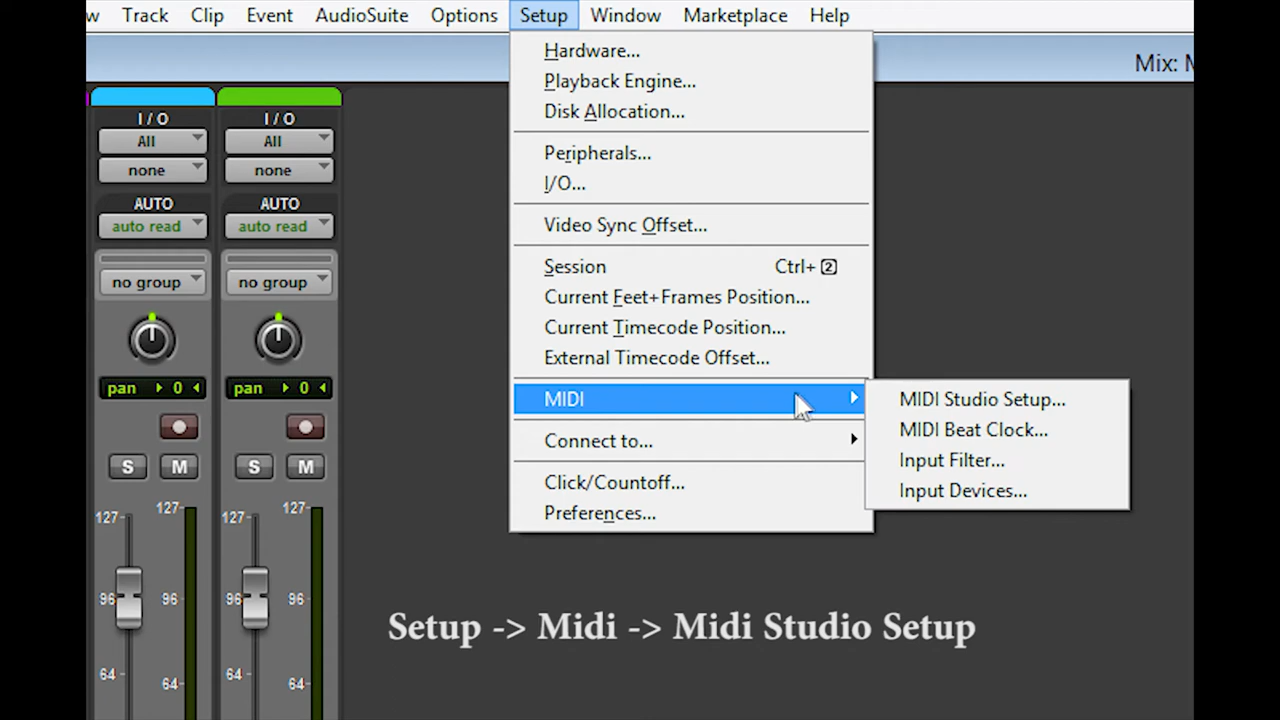 w Track Clip Event AudioSuite Options Setup Window Marketplace Help
Mix: M
Hardware...
Playback Engine...
Disk Allocation...
Peripherals...
I/O...
Video Sync Offset...
Session Ctrl+ 2
Current Feet+Frames Position...
Current Timecode Position...
External Timecode Offset...
MIDI
Connect to...
Click/Countoff...
Preferences...
MIDI Studio Setup...
MIDI Beat Clock...
Input Filter...
Input Devices...
I / O I / O
All All
none none
AUTO AUTO
auto read auto read
no group no group
pan 0 pan 0
S M S M
127 127 127 127
96 96 96 96
64 64 64 64
Setup -> Midi -> Midi Studio Setup